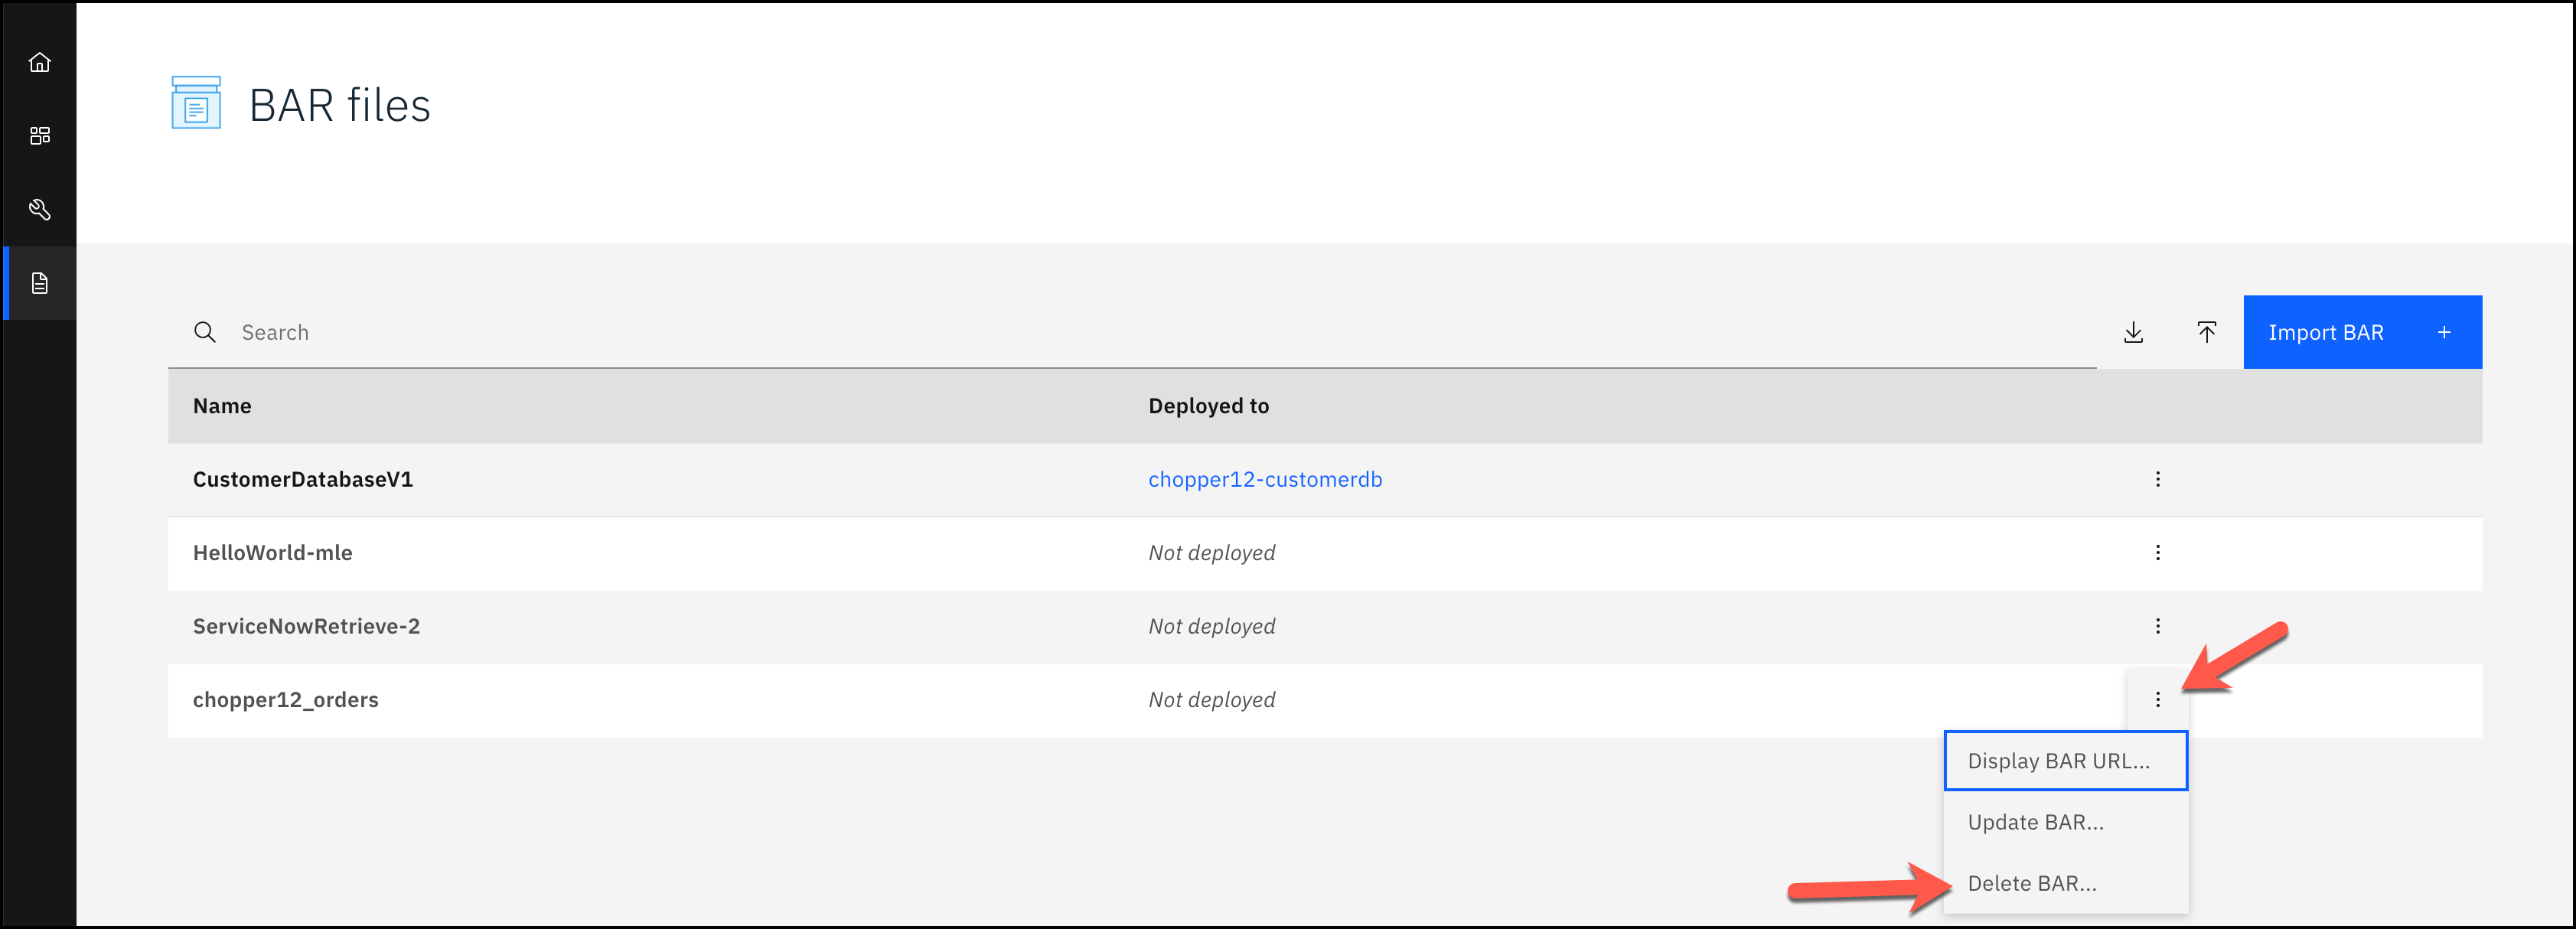 BAR files
Search
Import BAR +
Name Deployed to
CustomerDatabaseV1 chopper12-customerdb
HelloWorld-mle Not deployed
ServiceNowRetrieve-2 Not deployed
chopper12_orders Not deployed
Display BAR URL...
Update BAR...
Delete BAR...